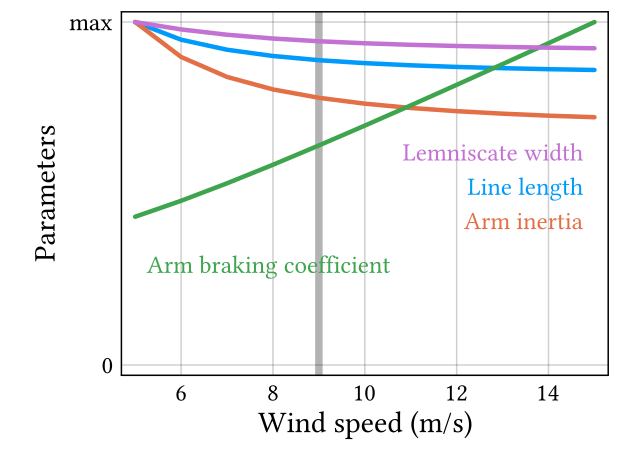 max
Parameters
Lemniscate width
Line length
Arm inertia
Arm braking coefficient
0
6 8 10 12 14
Wind speed (m/s)